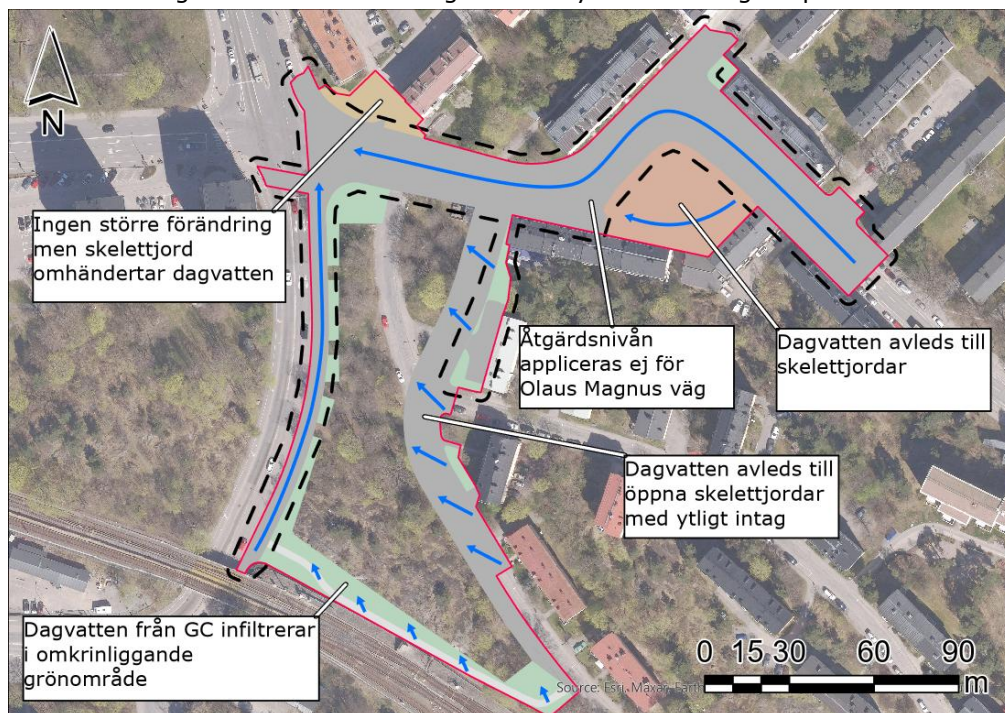 N
Ingen större förändring
men skelettjord
omhändertar dagvatten
Åtgärdsnivån
appliceras ej för
Olaus Magnus väg
Dagvatten avleds till
skelettjordar
Dagvatten avleds till
öppna skelettjordar
med ytligt intag
Dagvatten från GC infiltrerar
i omkrinliggande
grönområde
0 15 30 60 90
m
Source: Esri, Maxar, Earth